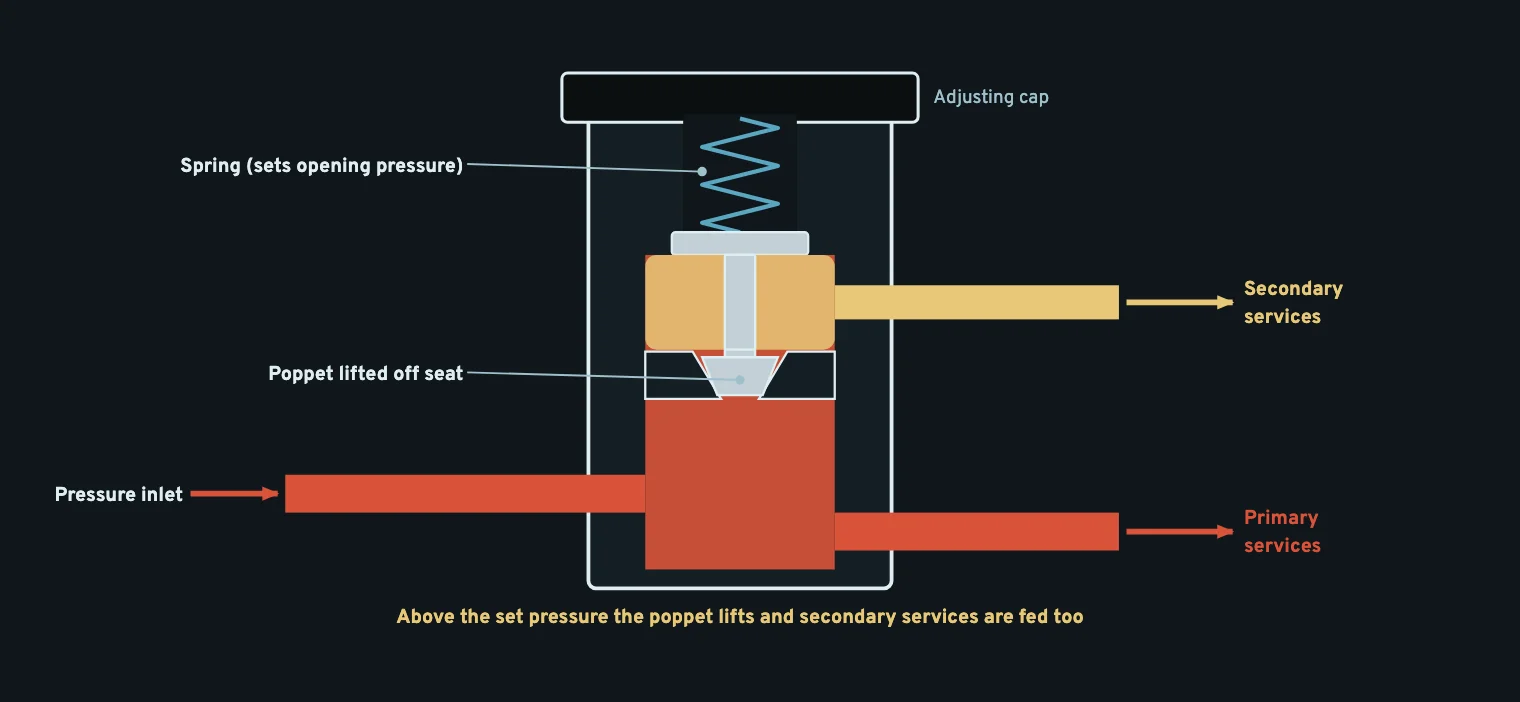 Adjusting cap
Spring (sets opening pressure)
Secondary
services
Poppet lifted off seat
Pressure inlet
Primary
services
Above the set pressure the poppet lifts and secondary services are fed too